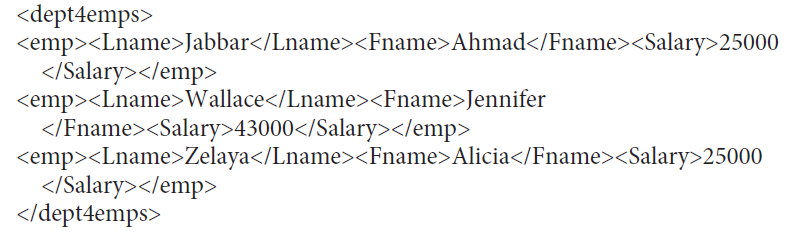 <dept4emps>
<emp><Lname>Jabbar</Lname><Fname>Ahmad</Fname><Salary>25000
</Salary></emp>
<emp><Lname>Wallace</Lname><Fname>Jennifer
</Fname><Salary>43000</Salary></emp>
<emp><Lname>Zelaya</Lname><Fname>Alicia</Fname><Salary>25000
</Salary></emp>
</dept4emps>